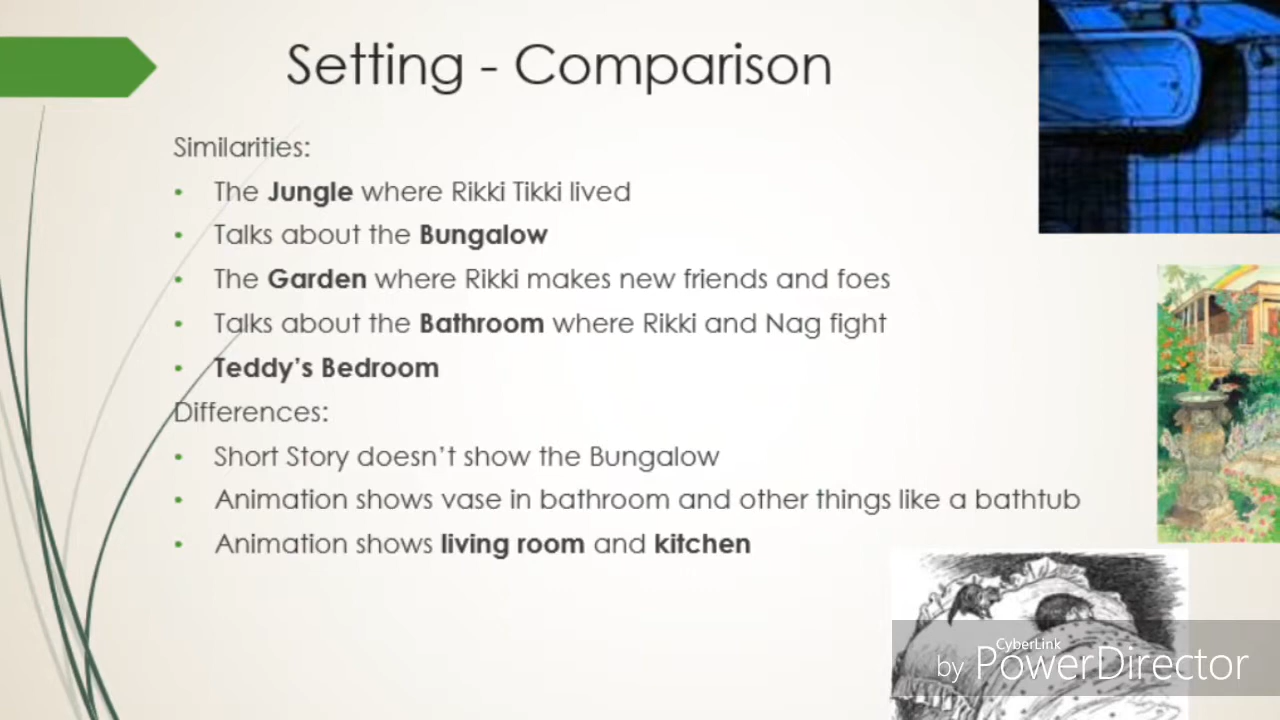 Setting - Comparison
Similarities:
• The Jungle where Rikki Tikki lived
• Talks about the Bungalow
• The Garden where Rikki makes new friends and foes
• Talks about the Bathroom where Rikki and Nag fight
• Teddy’s Bedroom
Differences:
• Short Story doesn’t show the Bungalow
• Animation shows vase in bathroom and other things like a bathtub
• Animation shows living room and kitchen
CyberLink
by PowerDirector